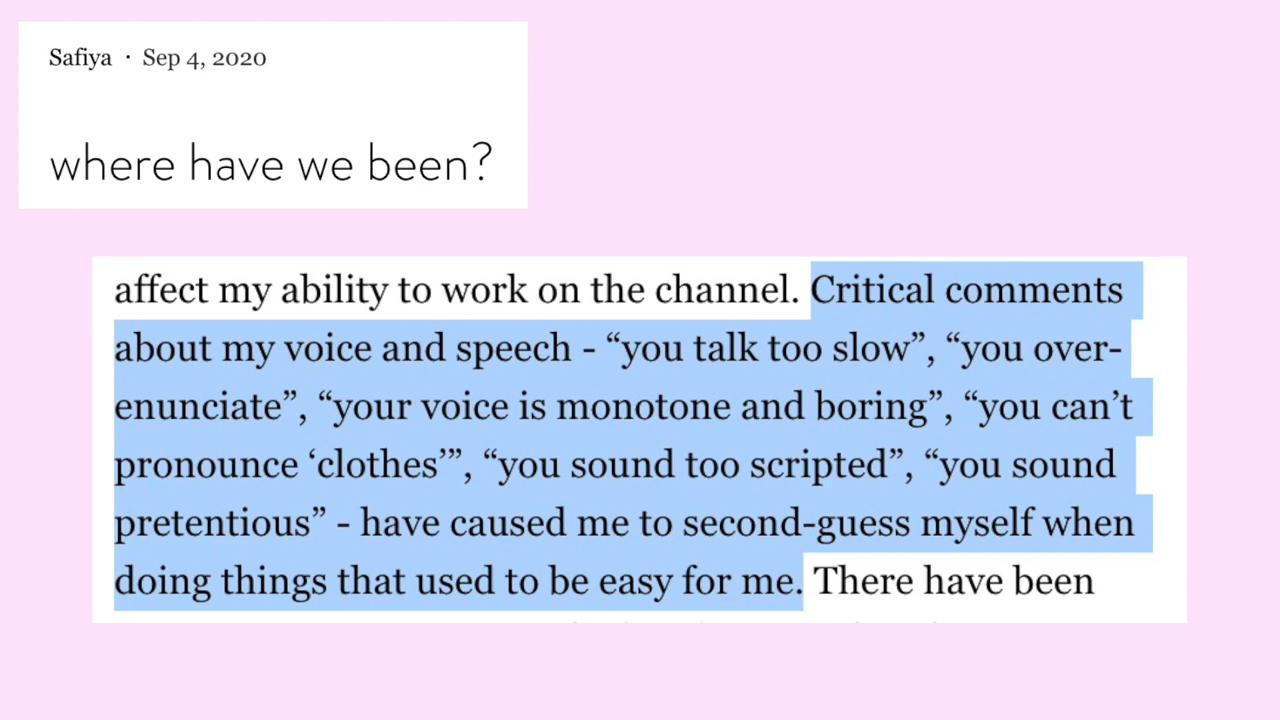 Safiya · Sep 4, 2020
where have we been?
affect my ability to work on the channel. Critical comments
about my voice and speech - “you talk too slow”, “you over-
enunciate”, “your voice is monotone and boring”, “you can’t
pronounce ‘clothes’”, “you sound too scripted”, “you sound
pretentious” - have caused me to second-guess myself when
doing things that used to be easy for me. There have been